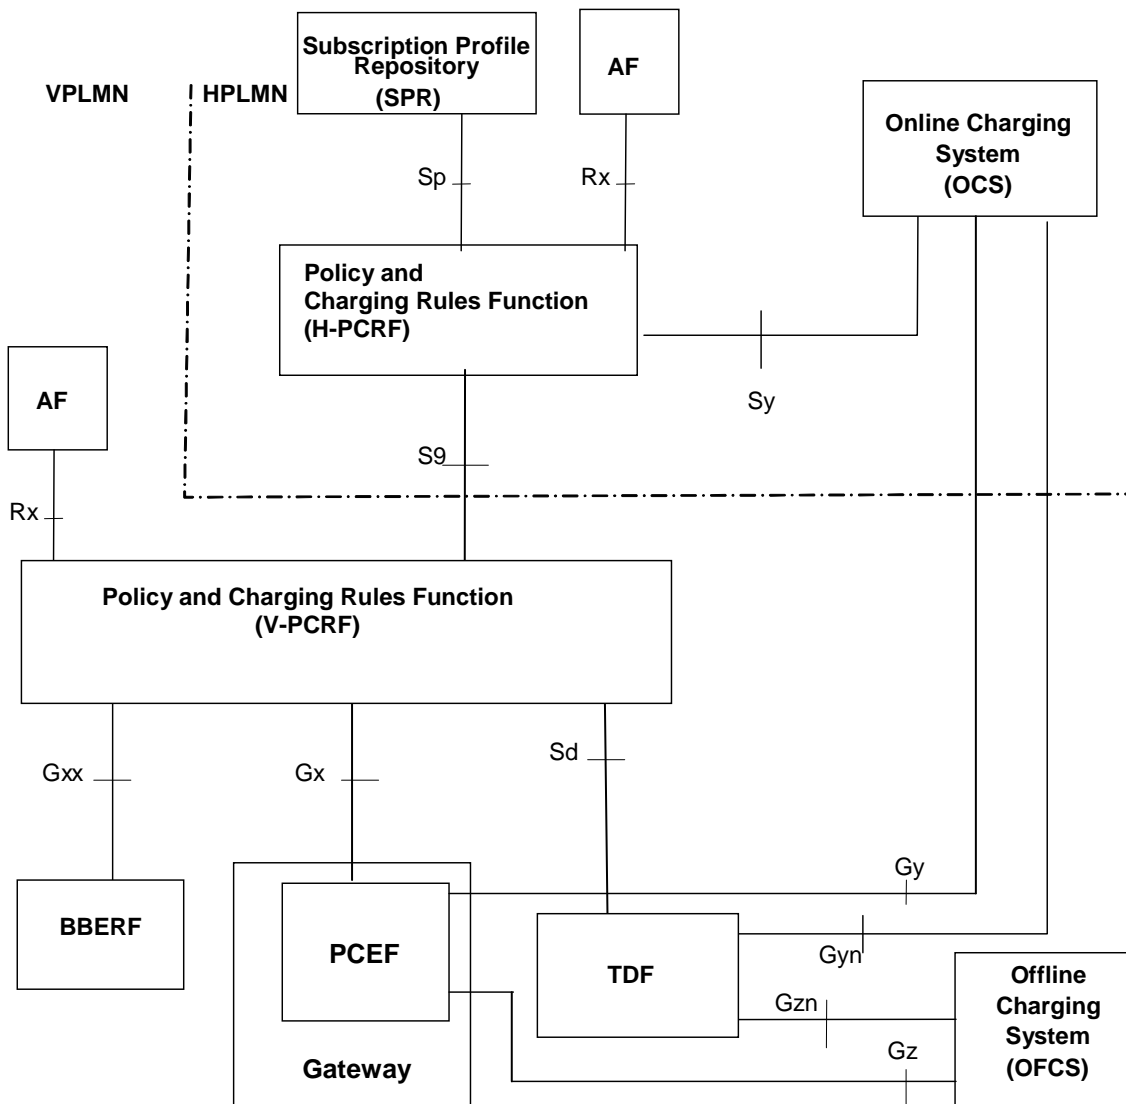 Subscription Profile
Repository
(SPR)
AF
VPLMN
HPLMN
Online Charging
System
(OCS)
Sp
Rx
Policy and
Charging Rules Function
(H-PCRF)
Sy
AF
S9
Rx
Policy and Charging Rules Function
(V-PCRF)
Gxx
Gx
Sd
Gy
BBERF
PCEF
TDF
Gyn
Gzn
Gz
Offline
Charging
System
(OFCS)
Gateway